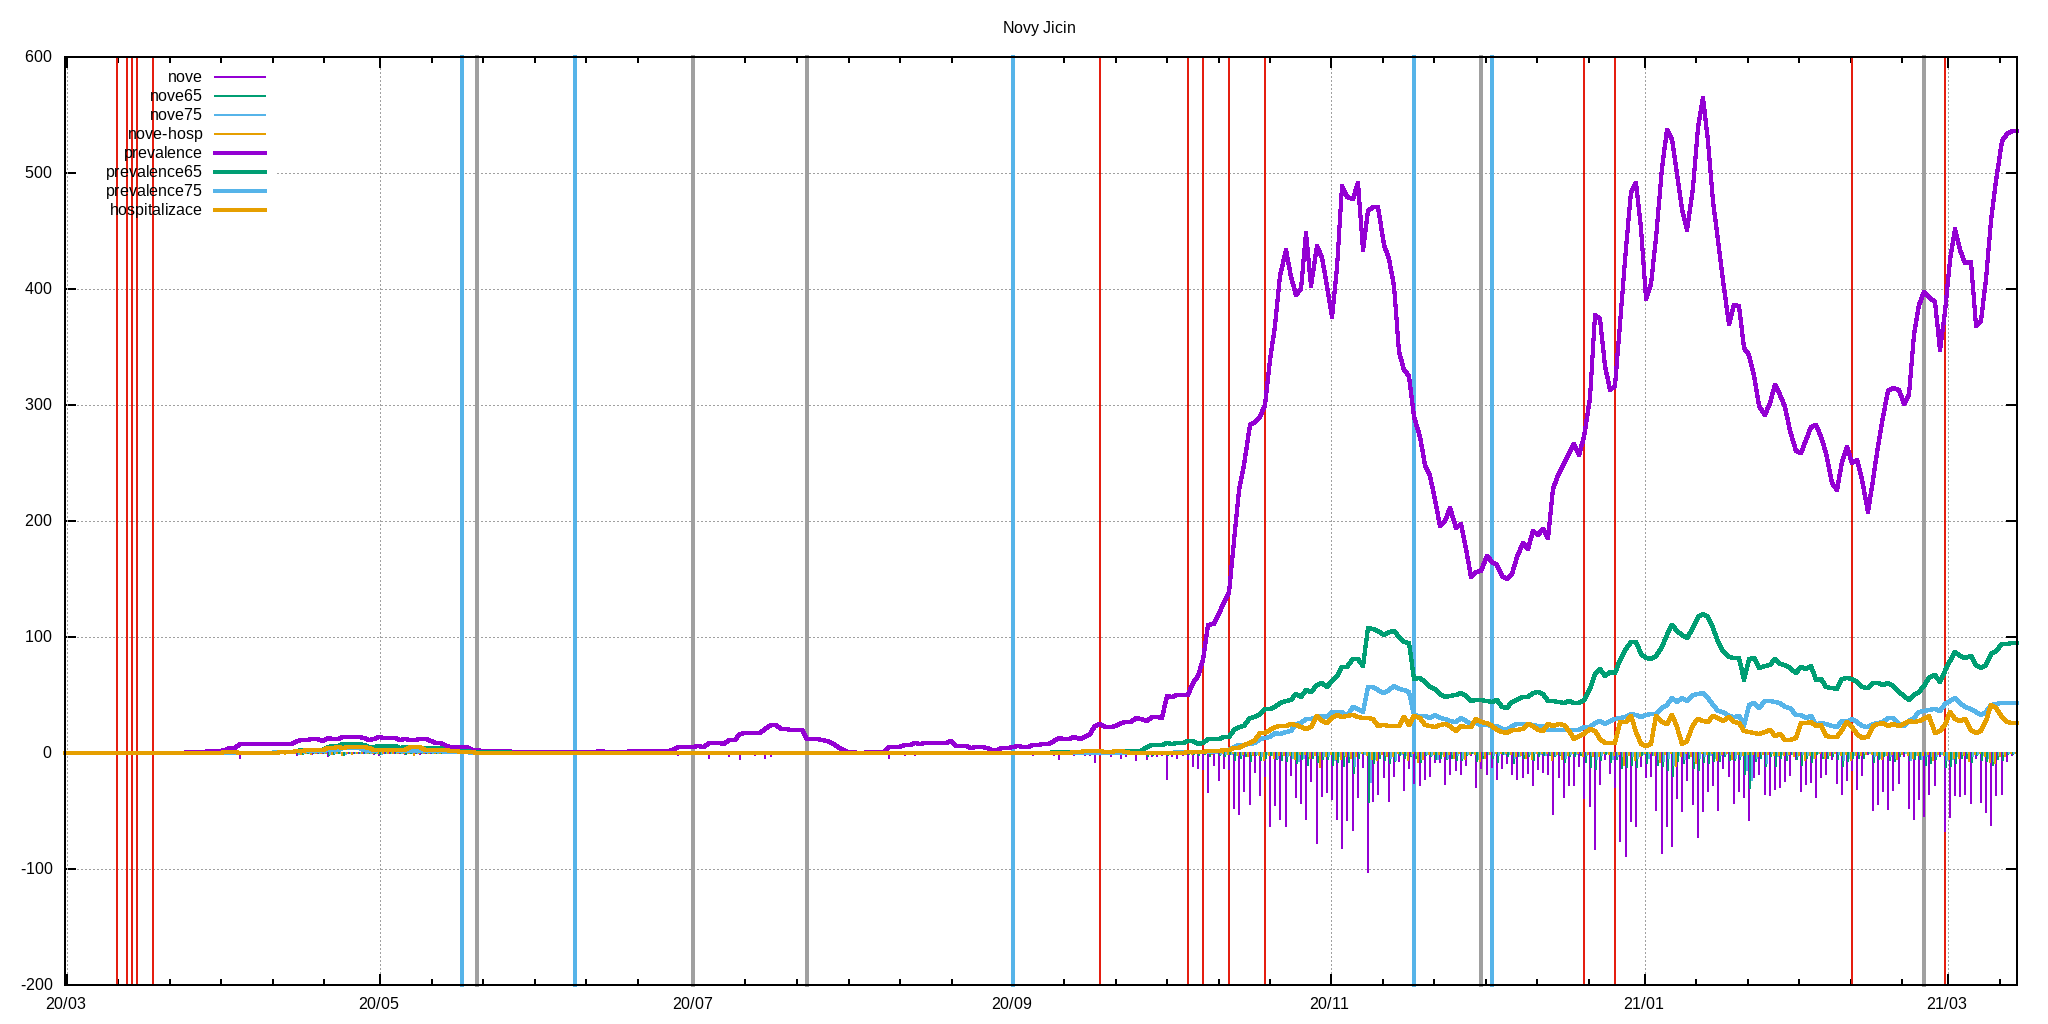 Novy Jicin
600
500
400
300
200
100
0
-100
-200
nove
nove65
nove75
nove-hosp
prevalence
prevalence65
prevalence75
hospitalizace
20/03 20/05 20/07 20/09 20/11 21/01 21/03